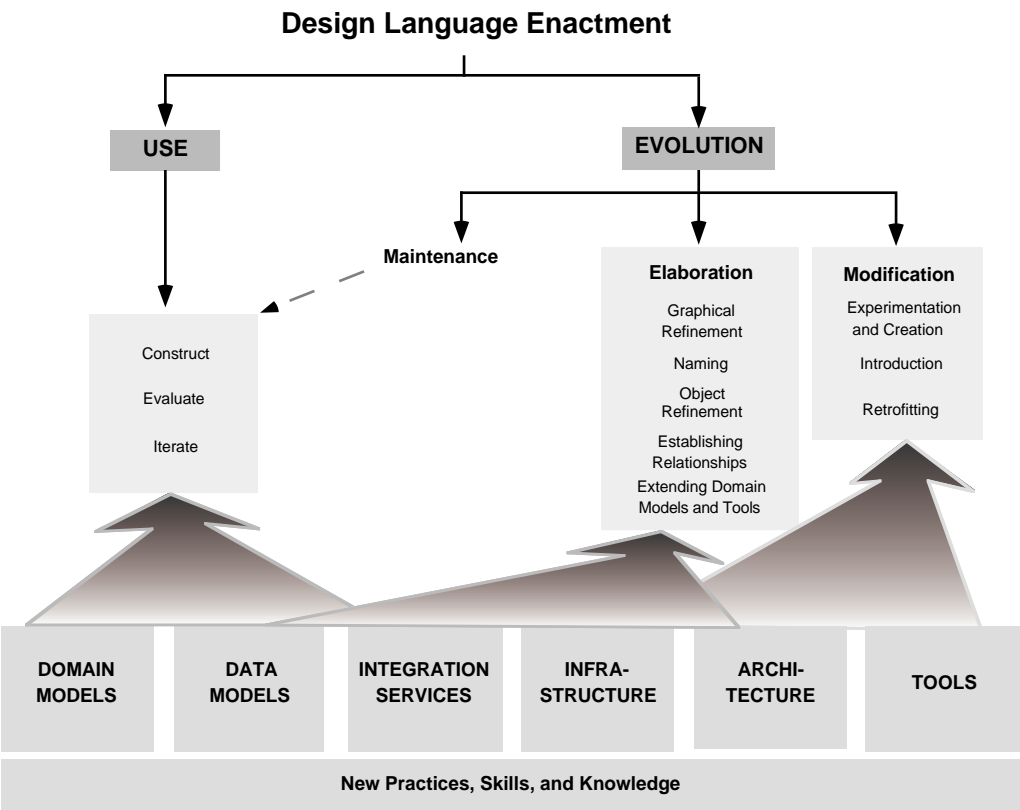 Design Language Enactment
USE
EVOLUTION
Maintenance
Construct
Evaluate
Iterate
Elaboration
Graphical
Refinement
Naming
Object
Refinement
Establishing
Relationships
Extending Domain
Models and Tools
Modification
Experimentation
and Creation
Introduction
Retrofitting
DOMAIN
MODELS
DATA
MODELS
INTEGRATION
SERVICES
INFRA-
STRUCTURE
ARCHI-
TECTURE
TOOLS
New Practices, Skills, and Knowledge